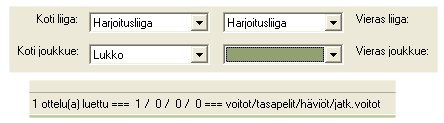 Koti liiga: Harjoitusliiga Harjoitusliiga Vieras liiga:
Koti joukkue: Lukko Vieras joukkue:
1 ottelu(a) luettu === 1 / 0 / 0 / 0 === voitot/tasapelit/häviöt/jatk.voitot